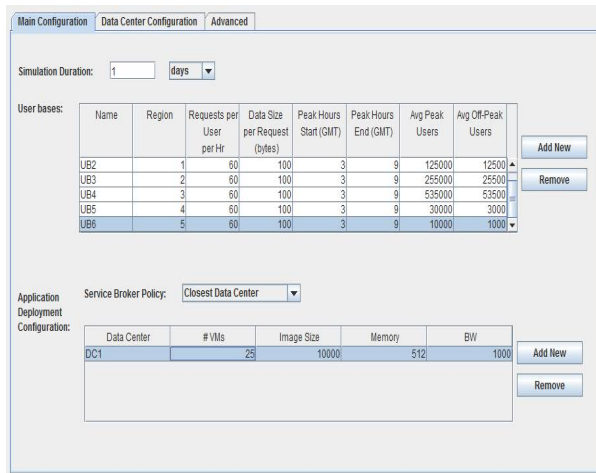 Main Configuration Data Center Configuration Advanced
Simulation Duration: 1 days
User bases:
Name Region Requests per User per Hr Data Size per Request (bytes) Peak Hours Start (GMT) Peak Hours End (GMT) Avg Peak Users Avg Off-Peak Users
UB2 1 60 100 3 9 125000 12500
UB3 2 60 100 3 9 255000 25500
UB4 3 60 100 3 9 535000 53500
UB5 4 60 100 3 9 30000 3000
UB6 5 60 100 3 9 10000 1000
Add New
Remove
Application Deployment Configuration:
Service Broker Policy: Closest Data Center
Data Center # VMs Image Size Memory BW
DC1 25 10000 512 1000
Add New
Remove